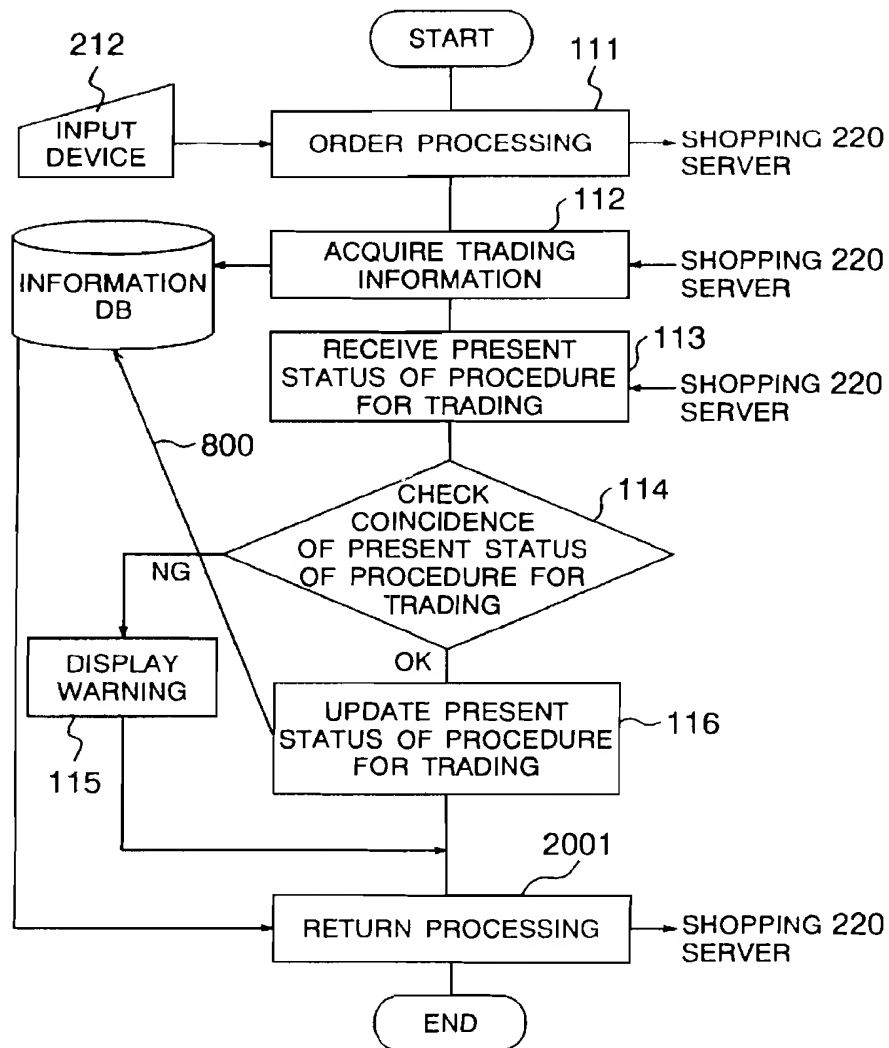 212
START
111
INPUT
DEVICE
ORDER PROCESSING
SHOPPING 220
SERVER
112
INFORMATION
DB
ACQUIRE TRADING
INFORMATION
SHOPPING 220
SERVER
RECEIVE PRESENT
STATUS OF PROCEDURE
FOR TRADING
113
SHOPPING 220
SERVER
800
CHECK
COINCIDENCE
OF PRESENT STATUS
OF PROCEDURE FOR
TRADING
114
NG
OK
DISPLAY
WARNING
115
UPDATE PRESENT
STATUS OF PROCEDURE
FOR TRADING
116
2001
RETURN PROCESSING
SHOPPING 220
SERVER
END